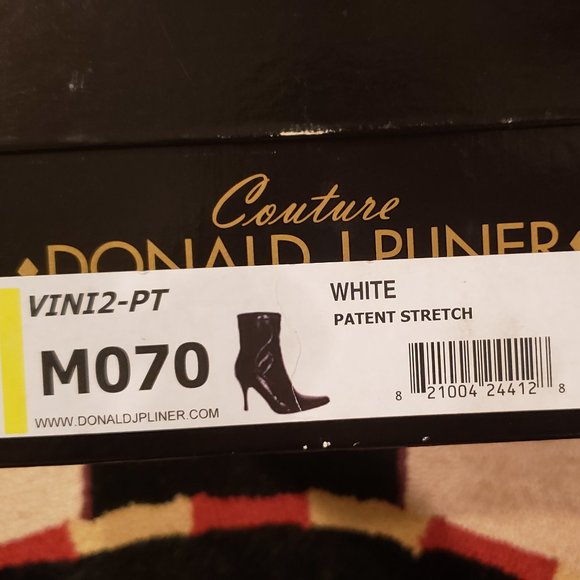 Couture
DONALD J PLINER
VINI2-PT
WHITE
PATENT STRETCH
M070
WWW.DONALDJPLINER.COM
8 21004 24412 8